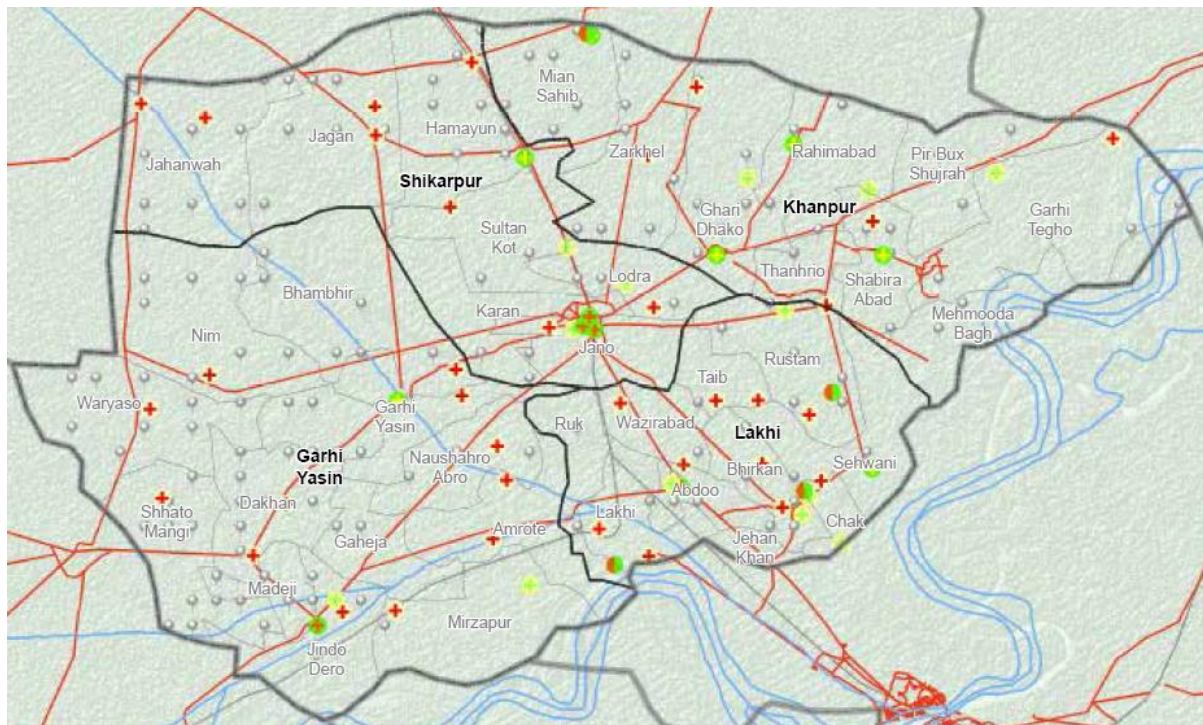 Mian
Sahib
Hamayun
Jagan
Jahanwah
Zarkhel
Rahimabad
Pir Bux
Shujrah
Shikarpur
Khanpur
Ghari
Dhako
Garhi
Tegho
Sultan
Kot
Lodra
Thanhrio
Shabira
Abad
Mehmooda
Bagh
Bhambhir
Karan
Nim
Jano
Rustam
Taib
Waryaso
Garhi
Yasin
Ruk
Wazirabad
Lakhi
Garhi
Yasin
Naushahro
Abro
Bhirkan
Sehwani
Abdoo
Dakhan
Shhato
Mangi
Gaheja
Amrote
Lakhi
Jehan
Khan
Chak
Madeji
Mirzapur
Jindo
Dero